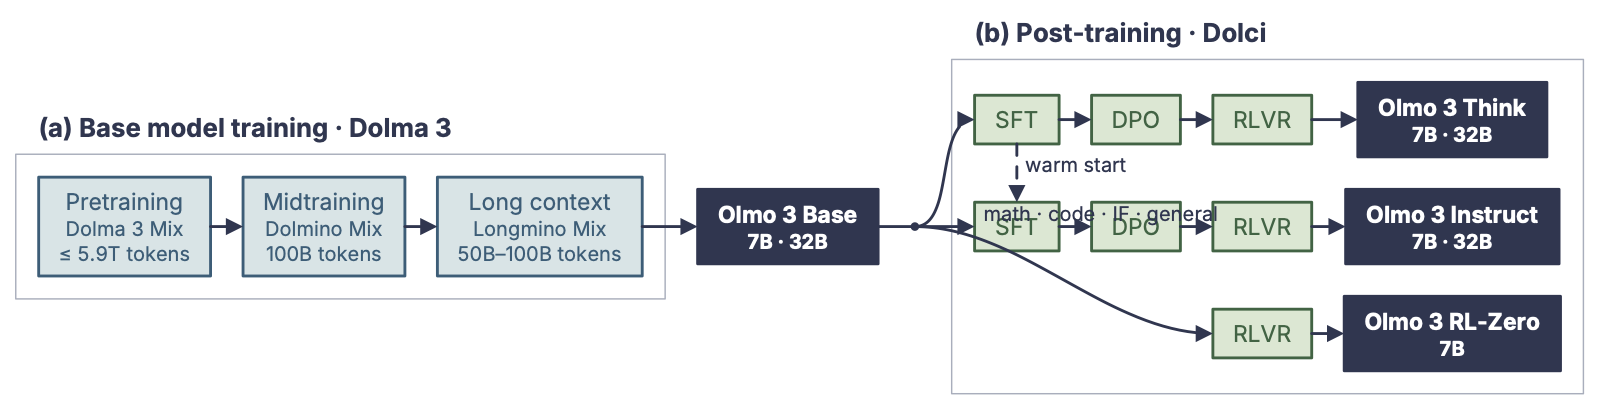 (b) Post-training · Dolci
(a) Base model training · Dolma 3
Pretraining
Dolma 3 Mix
≤ 5.9T tokens
Midtraining
Dolmino Mix
100B tokens
Long context
Longmino Mix
50B–100B tokens
Olmo 3 Base
7B · 32B
SFT
DPO
RLVR
Olmo 3 Think
7B · 32B
warm start
math · code · IF · general
SFT
DPO
RLVR
Olmo 3 Instruct
7B · 32B
RLVR
Olmo 3 RL-Zero
7B